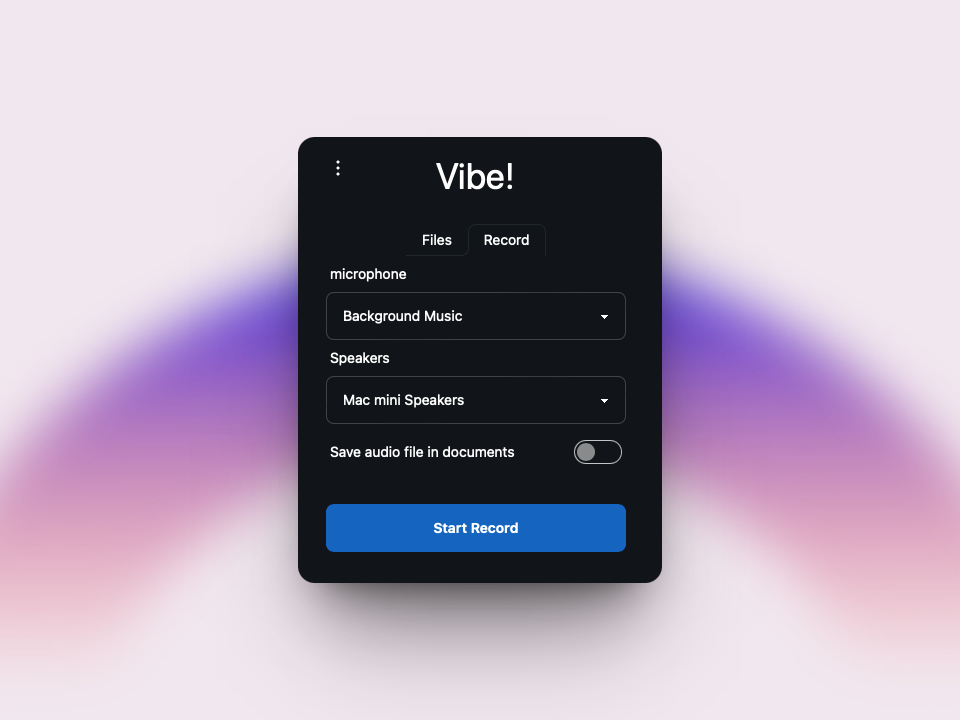 Vibe!
Files
Record
microphone
Background Music
Speakers
Mac mini Speakers
Save audio file in documents
Start Record